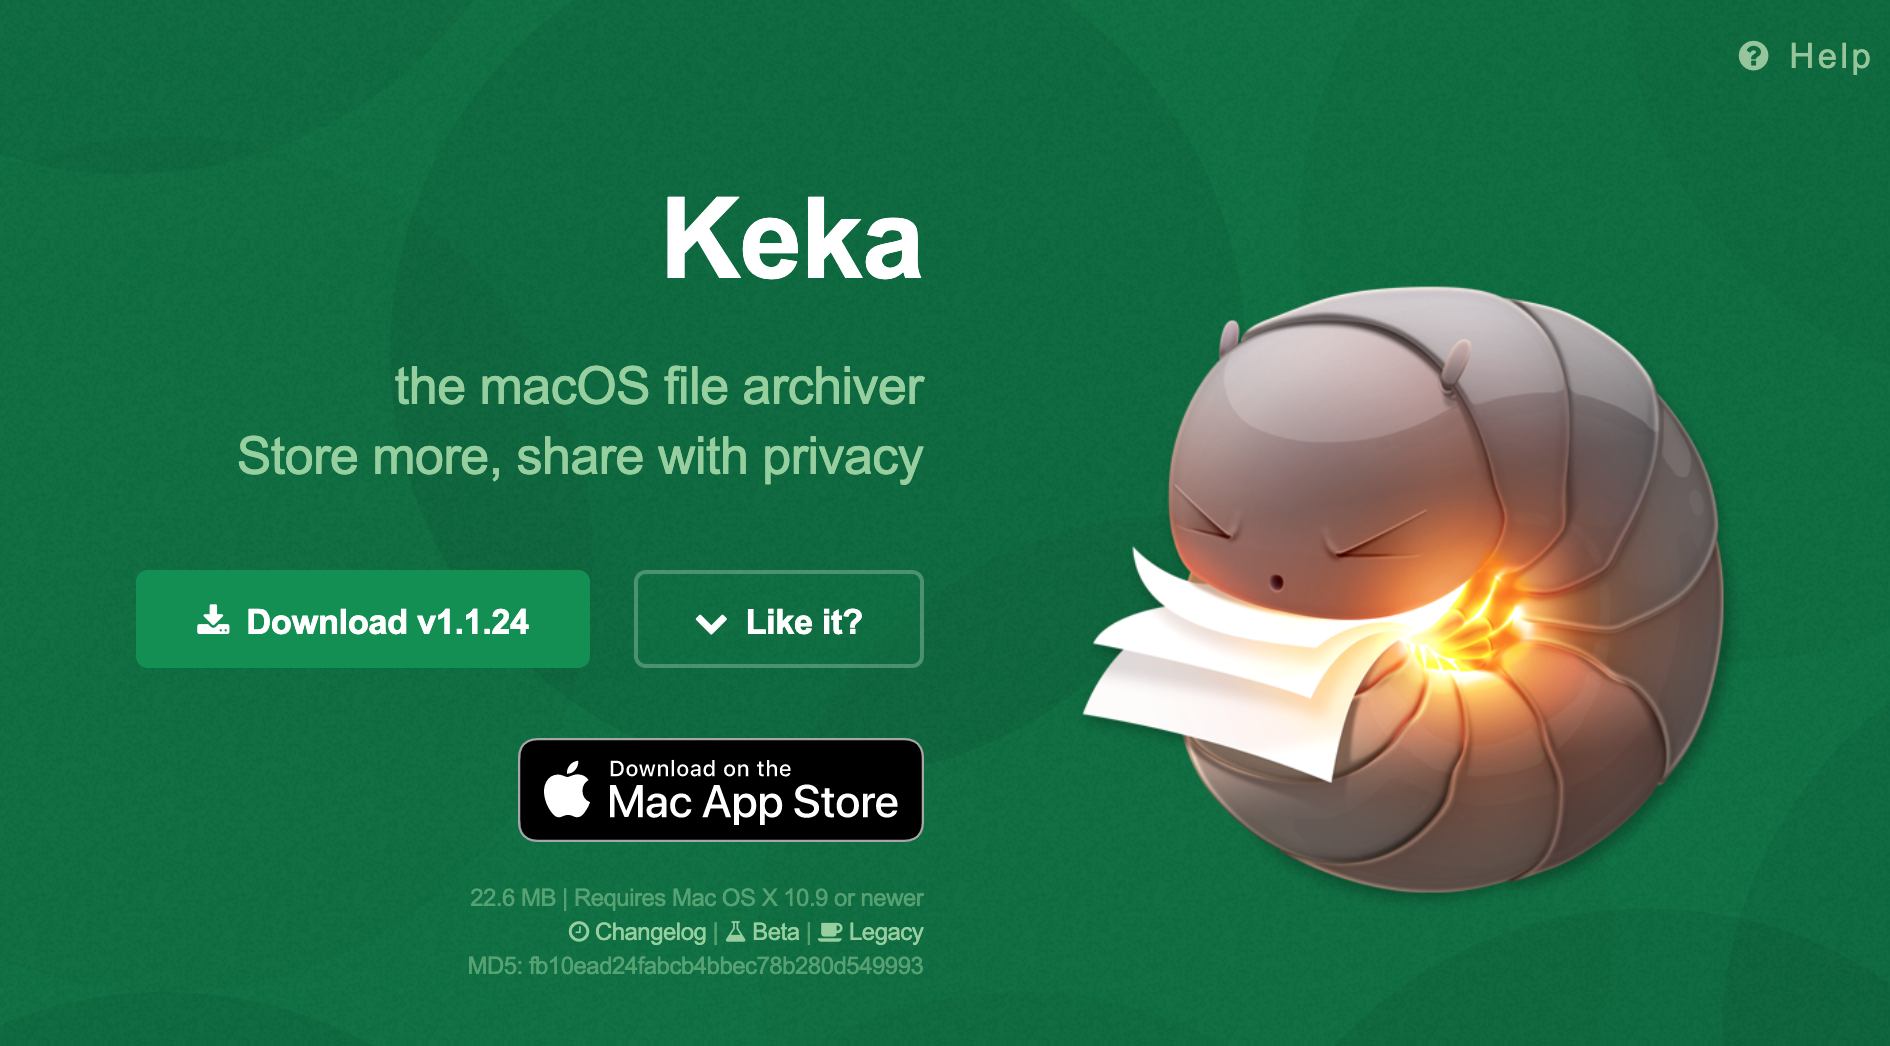 Help
Keka
the macOS file archiver
Store more, share with privacy
Download v1.1.24
Like it?
Download on the
Mac App Store
22.6 MB | Requires Mac OS X 10.9 or newer
Changelog | Beta | Legacy
MD5: fb10ead24fabcb4bbec78b280d549993